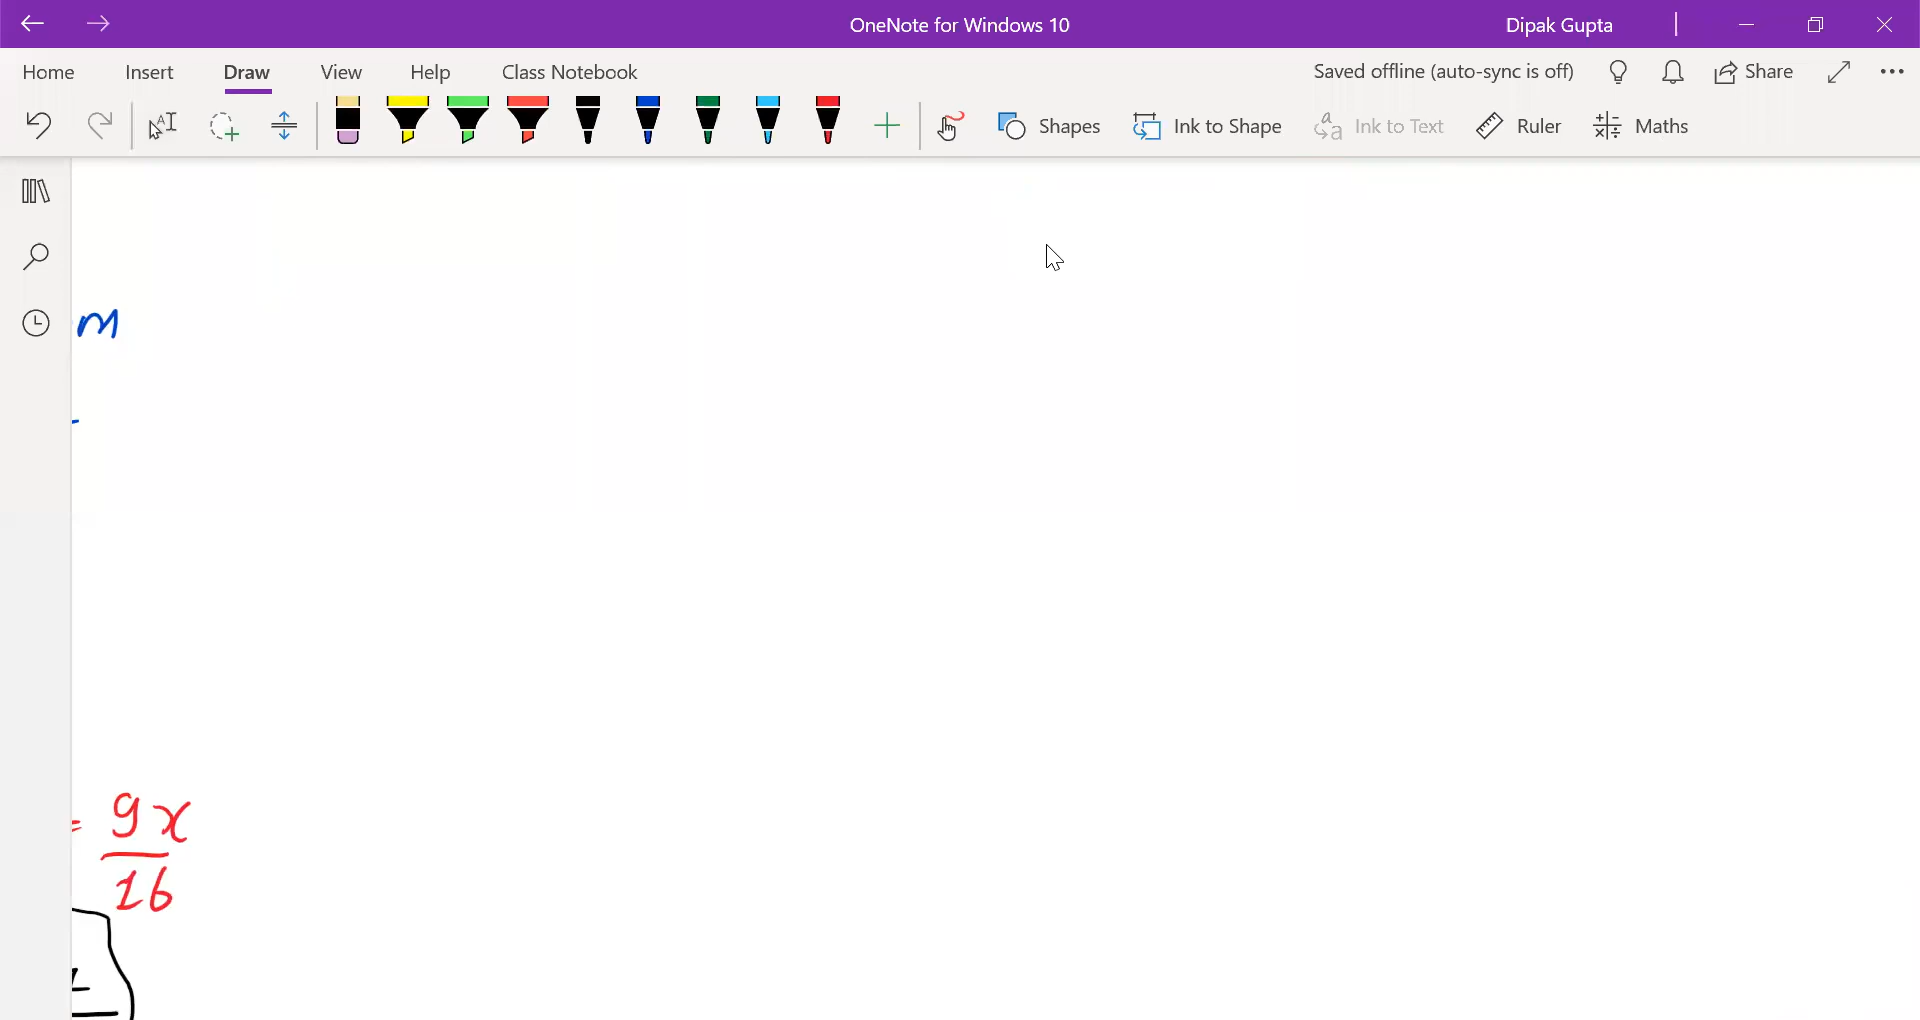 OneNote for Windows 10
Dipak Gupta
Home Insert Draw View Help Class Notebook
Saved offline (auto-sync is off) Share
Shapes Ink to Shape Ink to Text Ruler Maths
m
= 9x
16